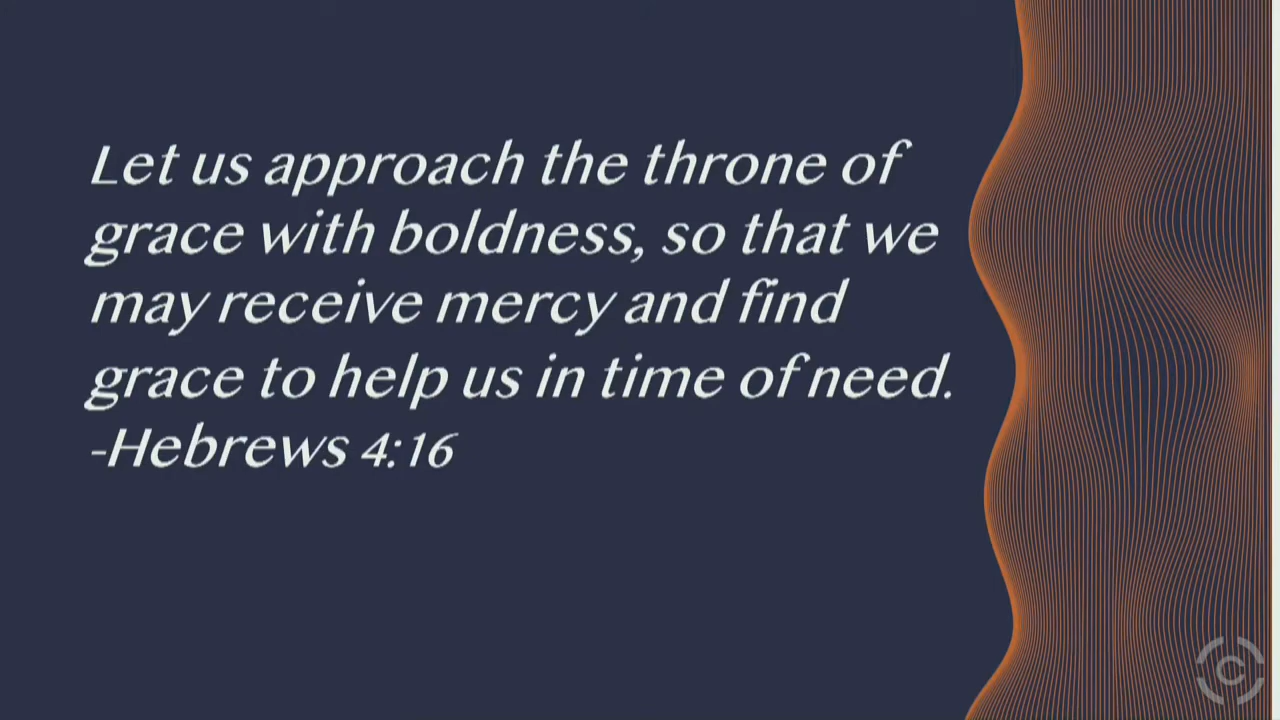 Let us approach the throne of
grace with boldness, so that we
may receive mercy and find
grace to help us in time of need.
-Hebrews 4:16
C